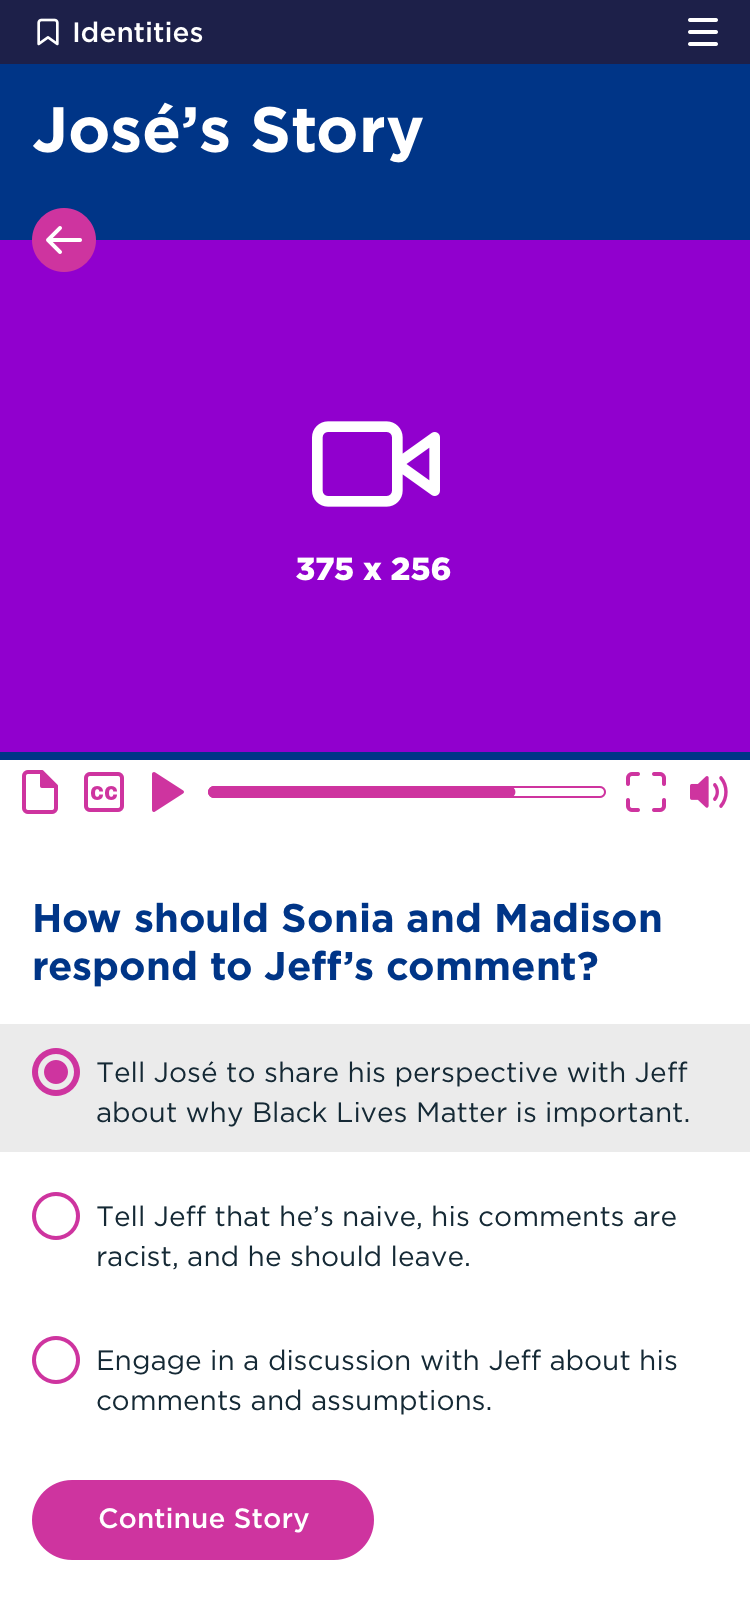 Identities
José’s Story
375 x 256
CC
How should Sonia and Madison
respond to Jeff’s comment?
Tell José to share his perspective with Jeff
about why Black Lives Matter is important.
Tell Jeff that he’s naive, his comments are
racist, and he should leave.
Engage in a discussion with Jeff about his
comments and assumptions.
Continue Story